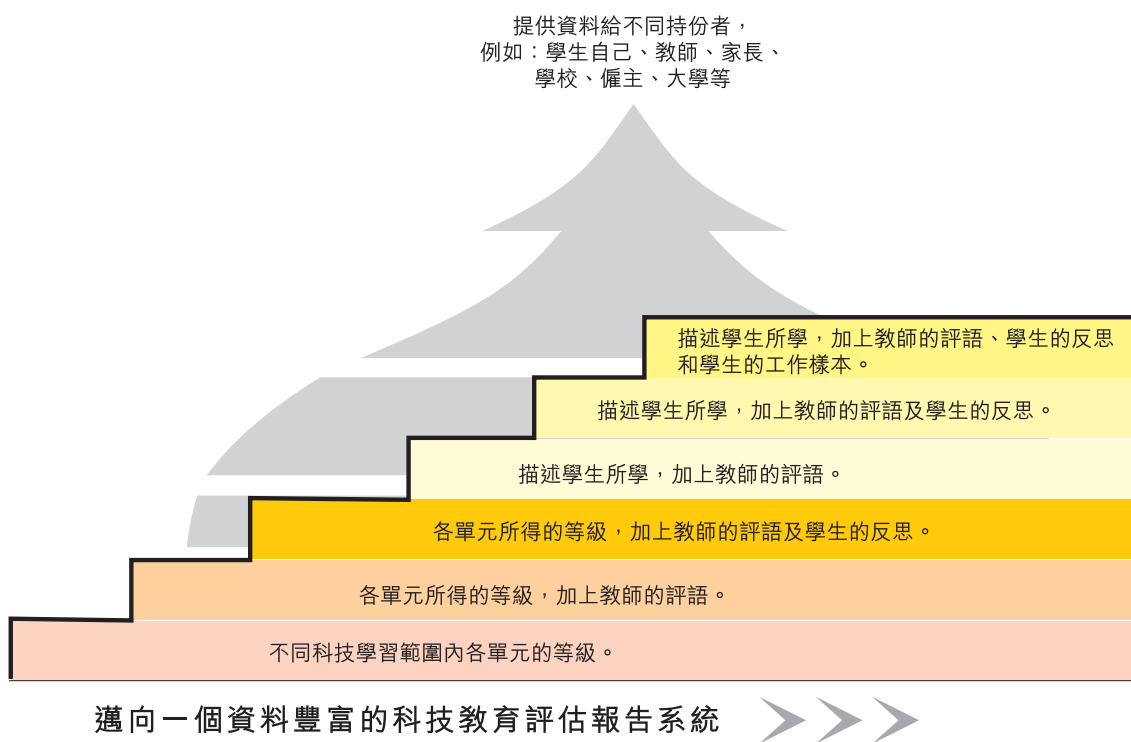 提供資料給不同持份者，
例如：學生自己、教師、家長、
學校、僱主、大學等
描述學生所學，加上教師的評語、學生的反思
和學生的工作樣本。
描述學生所學，加上教師的評語及學生的反思。
描述學生所學，加上教師的評語。
各單元所得的等級，加上教師的評語及學生的反思。
各單元所得的等級，加上教師的評語。
不同科技學習範圍內各單元的等級。
邁向一個資料豐富的科技教育評估報告系統